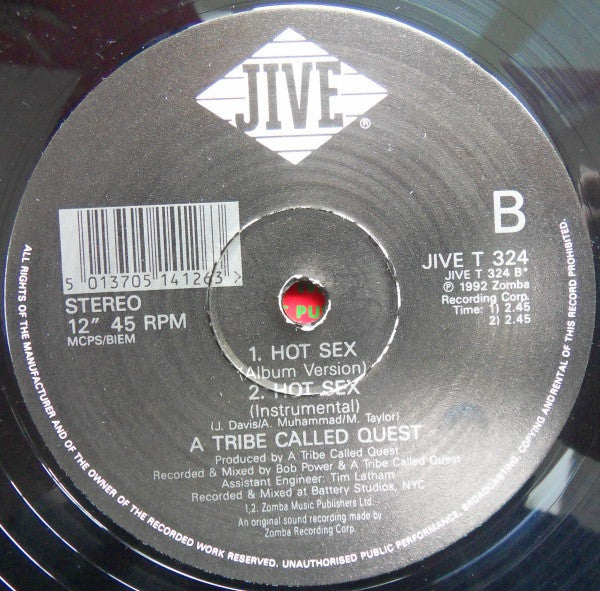 JIVE
®
B
5 013705 141263 >
STEREO
12" 45 RPM
MCPS/BIEM
JIVE T 324
JIVE T 324 B*
℗ 1992 Zomba
Recording Corp.
Time: 1) 2.45
2) 2.45
PU
1. HOT SEX
(Album Version)
2. HOT SEX
(Instrumental)
(J. Davis/A. Muhammad/M. Taylor)
A TRIBE CALLED QUEST
Produced by A Tribe Called Quest
Recorded & Mixed by Bob Power & A Tribe Called Quest
Assistant Engineer: Tim Latham
Recorded & Mixed at Battery Studios, NYC
1,2. Zomba Music Publishers Ltd..
An original sound recording made by
Zomba Recording Corp.
ALL RIGHTS OF THE MANUFACTURER AND OF THE OWNER OF THE RECORDED WORK RESERVED. UNAUTHORISED PUBLIC PERFORMANCE, BROADCASTING, COPYING AND RENTAL OF THIS RECORD PROHIBITED.